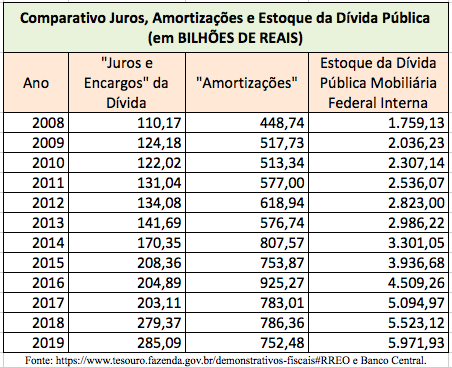 Comparativo Juros, Amortizações e Estoque da Dívida Pública
(em BILHÕES DE REAIS)
Ano "Juros e Encargos" da Dívida "Amortizações" Estoque da Dívida Pública Mobiliária Federal Interna
2008 110,17 448,74 1.759,13
2009 124,18 517,73 2.036,23
2010 122,02 513,34 2.307,14
2011 131,04 577,00 2.536,07
2012 134,08 618,94 2.823,00
2013 141,69 576,74 2.986,22
2014 170,35 807,57 3.301,05
2015 208,36 753,87 3.936,68
2016 204,89 925,27 4.509,26
2017 203,11 783,01 5.094,97
2018 279,37 786,36 5.523,12
2019 285,09 752,48 5.971,93
Fonte: https://www.tesouro.fazenda.gov.br/demonstrativos-fiscais#RREO e Banco Central.